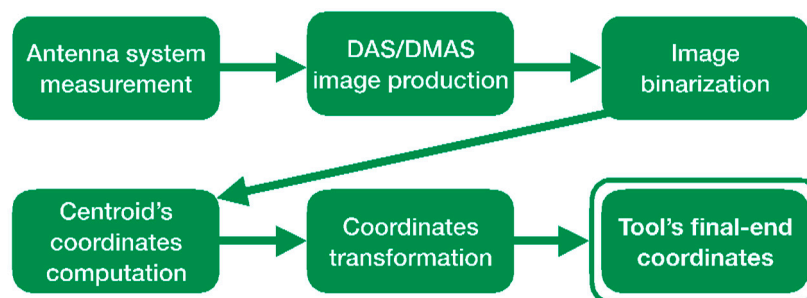 Antenna system
measurement
DAS/DMAS
image production
Image
binarization
Centroid's
coordinates
computation
Coordinates
transformation
Tool's final-end
coordinates